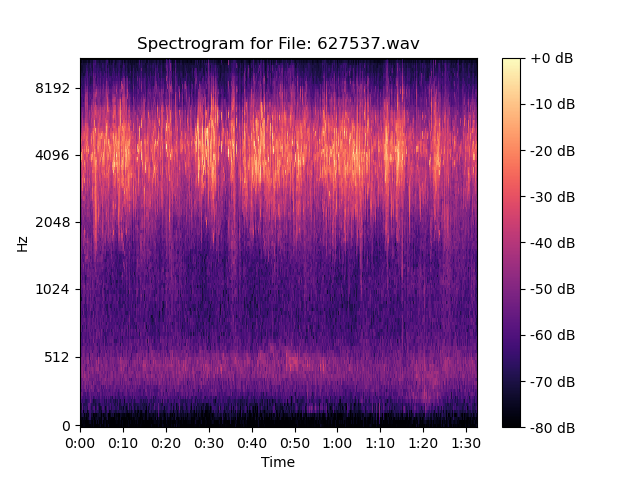 Spectrogram for File: 627537.wav
8192
4096
2048
1024
512
0
Hz
0:00 0:10 0:20 0:30 0:40 0:50 1:00 1:10 1:20 1:30
Time
+0 dB
-10 dB
-20 dB
-30 dB
-40 dB
-50 dB
-60 dB
-70 dB
-80 dB